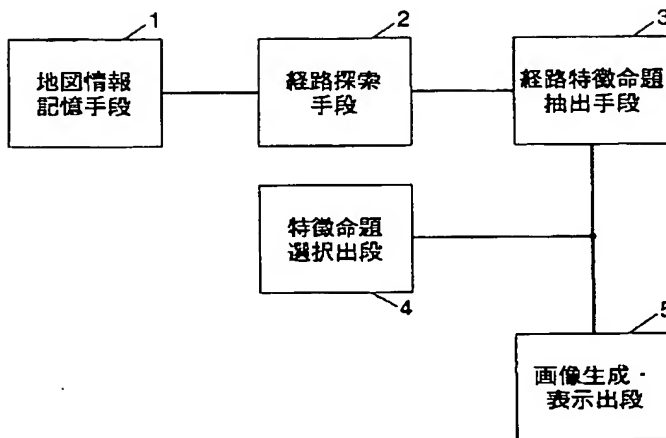 1
地図情報
記憶手段
2
経路探索
手段
3
経路特徴命題
抽出手段
特徴命題
選択出段
4
5
画像生成・
表示出段